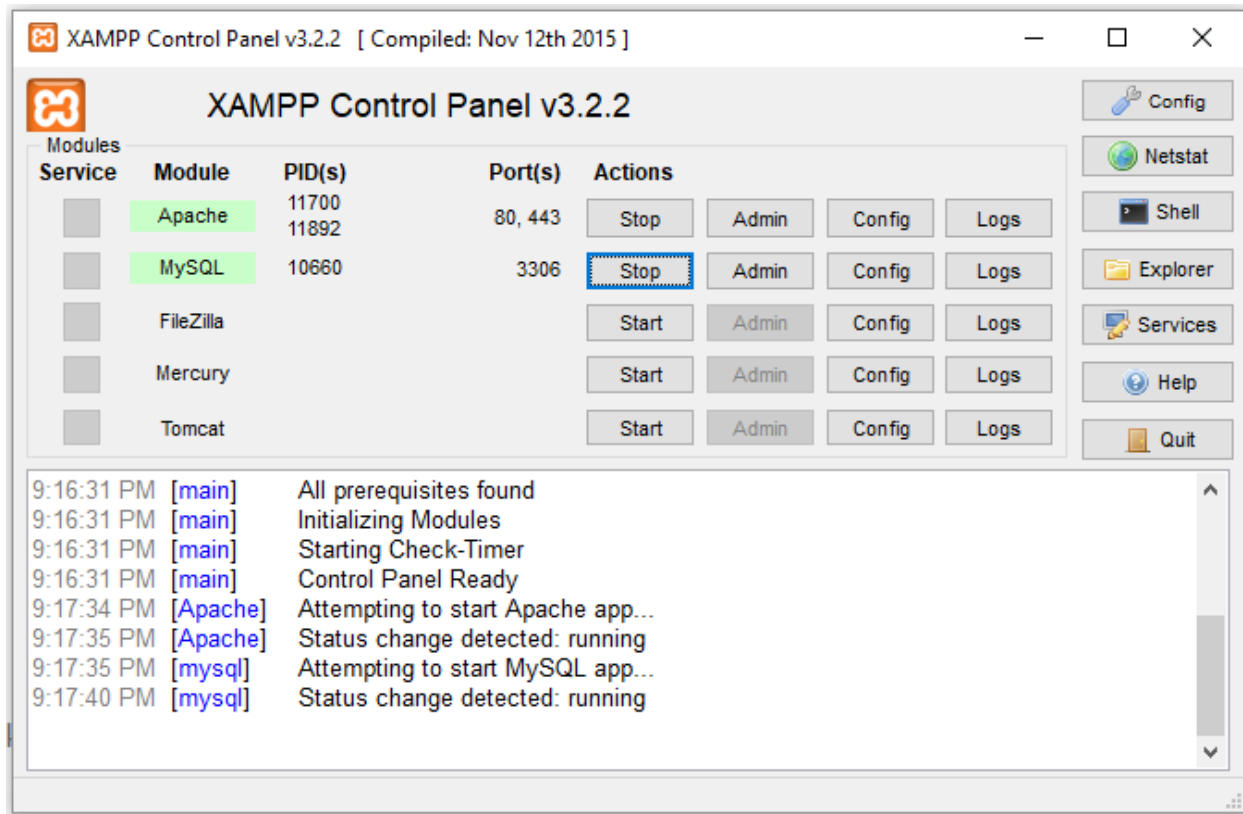 XAMPP Control Panel v3.2.2 [ Compiled: Nov 12th 2015 ]
XAMPP Control Panel v3.2.2
Config
Modules
Service Module PID(s) Port(s) Actions
Netstat
Apache 11700 11892 80, 443 Stop Admin Config Logs
Shell
MySQL 10660 3306 Stop Admin Config Logs
Explorer
FileZilla Start Admin Config Logs
Services
Mercury Start Admin Config Logs
Help
Tomcat Start Admin Config Logs
Quit
9:16:31 PM [main] All prerequisites found
9:16:31 PM [main] Initializing Modules
9:16:31 PM [main] Starting Check-Timer
9:16:31 PM [main] Control Panel Ready
9:17:34 PM [Apache] Attempting to start Apache app...
9:17:35 PM [Apache] Status change detected: running
9:17:35 PM [mysql] Attempting to start MySQL app...
9:17:40 PM [mysql] Status change detected: running